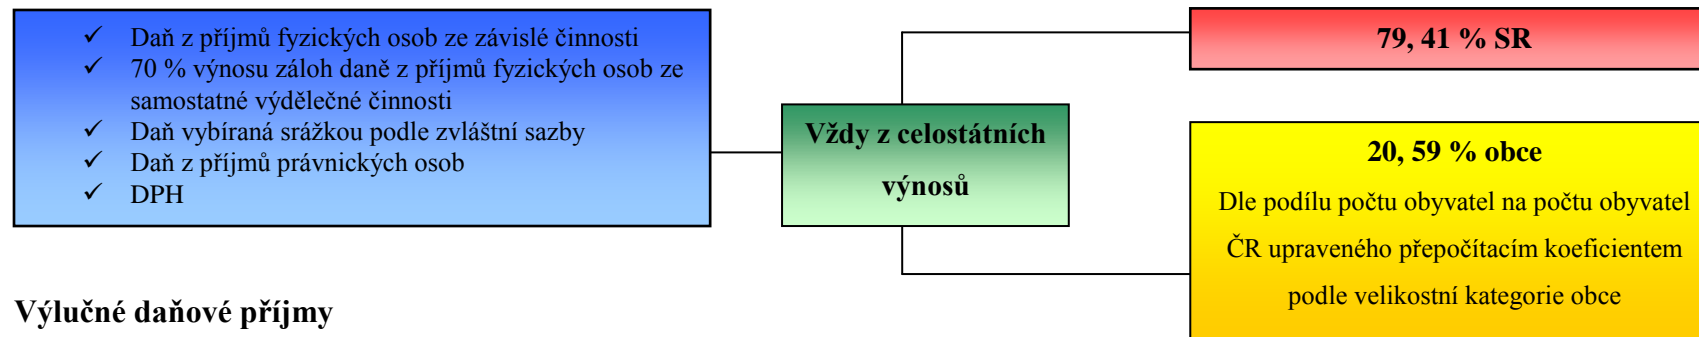 ✓ Daň z příjmů fyzických osob ze závislé činnosti
✓ 70 % výnosu záloh daně z příjmů fyzických osob ze
samostatné výdělečné činnosti
✓ Daň vybíraná srážkou podle zvláštní sazby
✓ Daň z příjmů právnických osob
✓ DPH
Vždy z celostátních
výnosů
79, 41 % SR
20, 59 % obce
Dle podílu počtu obyvatel na počtu obyvatel
ČR upraveného přepočítacím koeficientem
podle velikostní kategorie obce
Výlučné daňové příjmy